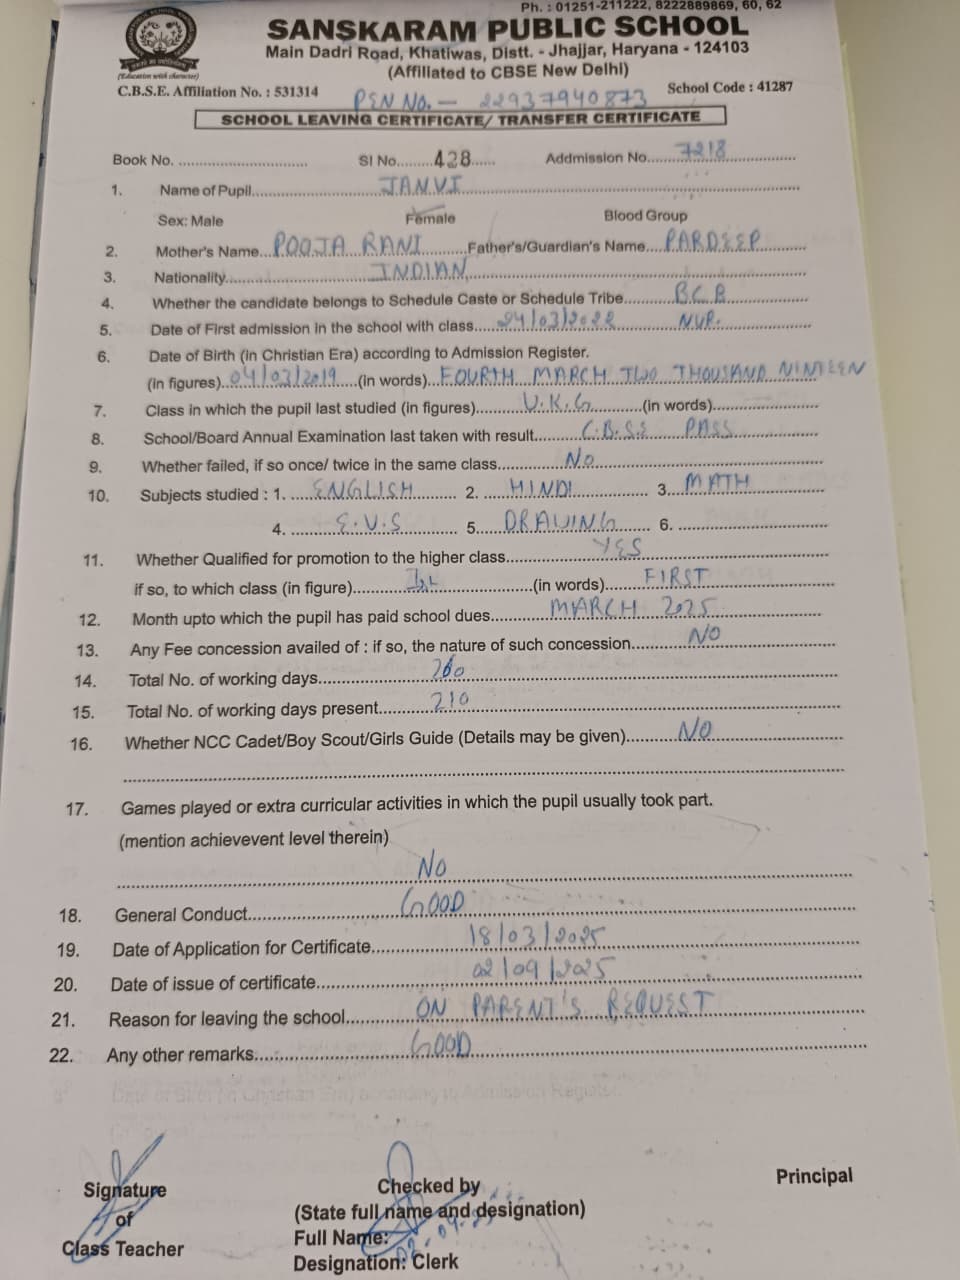 Ph. : 01251-211222, 8222889869, 60, 62
SANSKARAM PUBLIC SCHOOL
Main Dadri Road, Khatiwas, Distt. - Jhajjar, Haryana - 124103
(Affiliated to CBSE New Delhi)
(Education with character)
C.B.S.E. Affiliation No. : 531314
School Code : 41287
PEN NO. - 22937940873
SCHOOL LEAVING CERTIFICATE/ TRANSFER CERTIFICATE
Book No. .............. Sl No. 428 Addmission No. 7218
1. Name of Pupil JANVI
Sex: Male Female Blood Group
2. Mother's Name POOJA RANI Father's/Guardian's Name PARDEEP
3. Nationality INDIAN
4. Whether the candidate belongs to Schedule Caste or Schedule Tribe B.C.B
5. Date of First admission in the school with class 24/03/2022 NUR.
6. Date of Birth (in Christian Era) according to Admission Register.
(in figures) 04/03/2019 (in words) FOURTH MARCH TWO THOUSAND NINTEEN
7. Class in which the pupil last studied (in figures) U.K.G (in words)
8. School/Board Annual Examination last taken with result C.B.S.E PASS
9. Whether failed, if so once/ twice in the same class NO
10. Subjects studied : 1. ENGLISH 2. HINDI 3. MATH
4. E.V.S 5. DRAWING 6.
11. Whether Qualified for promotion to the higher class YES
if so, to which class (in figure) 1st (in words) FIRST
12. Month upto which the pupil has paid school dues MARCH 2025
13. Any Fee concession availed of : if so, the nature of such concession NO
14. Total No. of working days
15. Total No. of working days present 210
16. Whether NCC Cadet/Boy Scout/Girls Guide (Details may be given) NO
17. Games played or extra curricular activities in which the pupil usually took part.
(mention achievevent level therein)
NO
18. General Conduct GOOD
19. Date of Application for Certificate 18/03/2025
20. Date of issue of certificate 02/09/2025
21. Reason for leaving the school ON PARENT'S REQUEST
22. Any other remarks GOOD
Signature
of
Class Teacher
Checked by
(State full name and designation)
Full Name:
Designation: Clerk
Principal